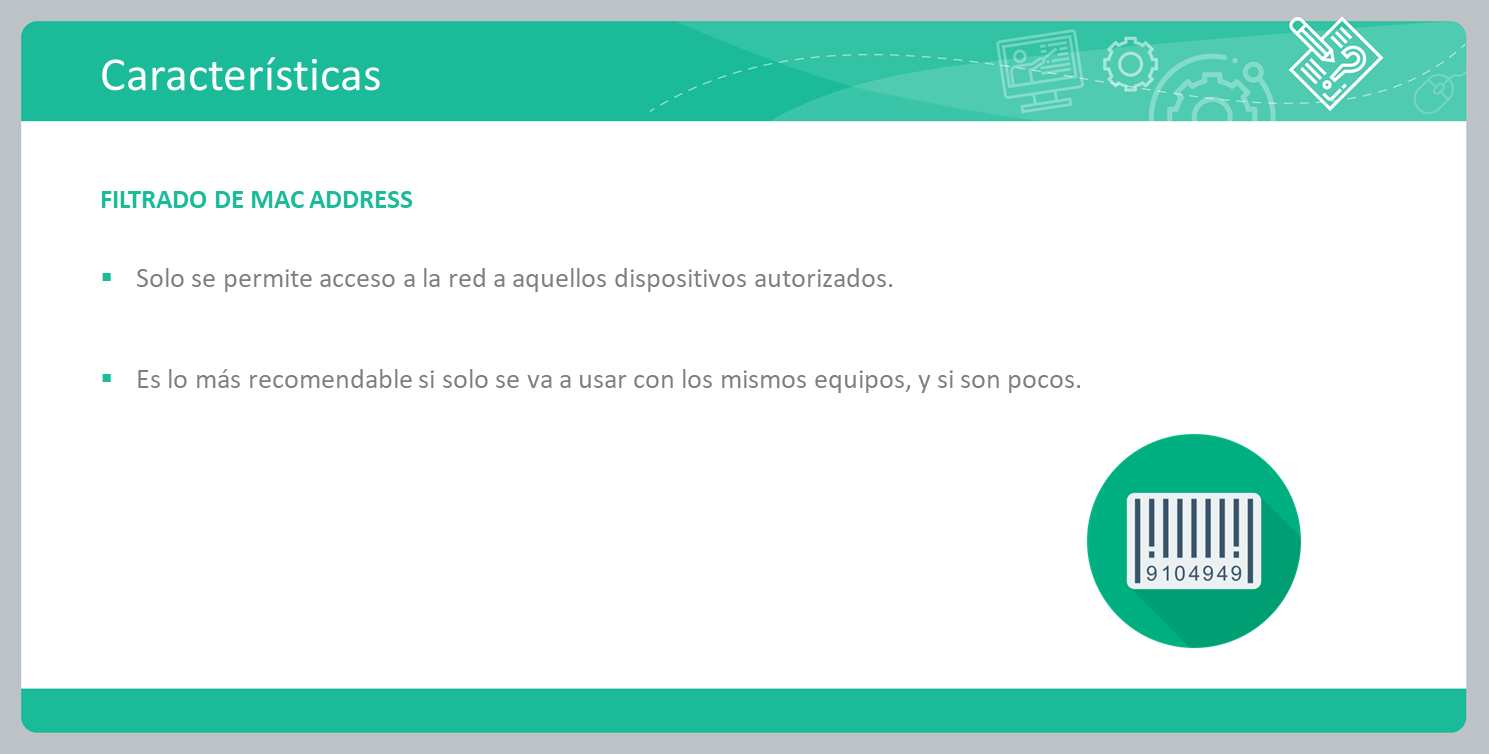 Características
FILTRADO DE MAC ADDRESS
Solo se permite acceso a la red a aquellos dispositivos autorizados.
Es lo más recomendable si solo se va a usar con los mismos equipos, y si son pocos.
9104949